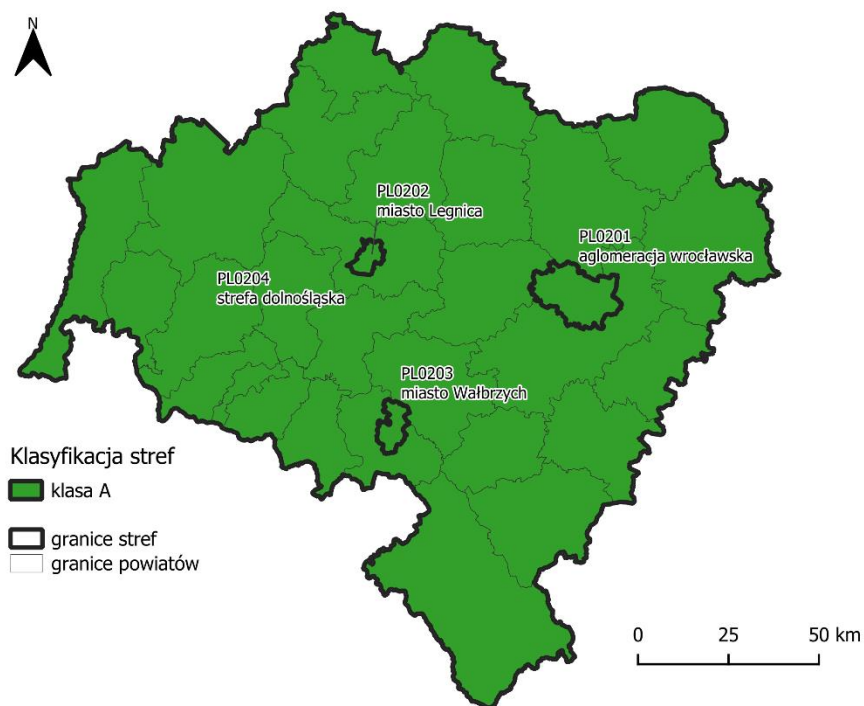 N
PL0202
miasto Legnica
PL0201
aglomeracja wrocławska
PL0204
strefa dolnośląska
PL0203
miasto Wałbrzych
Klasyfikacja stref
klasa A
granice stref
granice powiatów
0 25 50 km